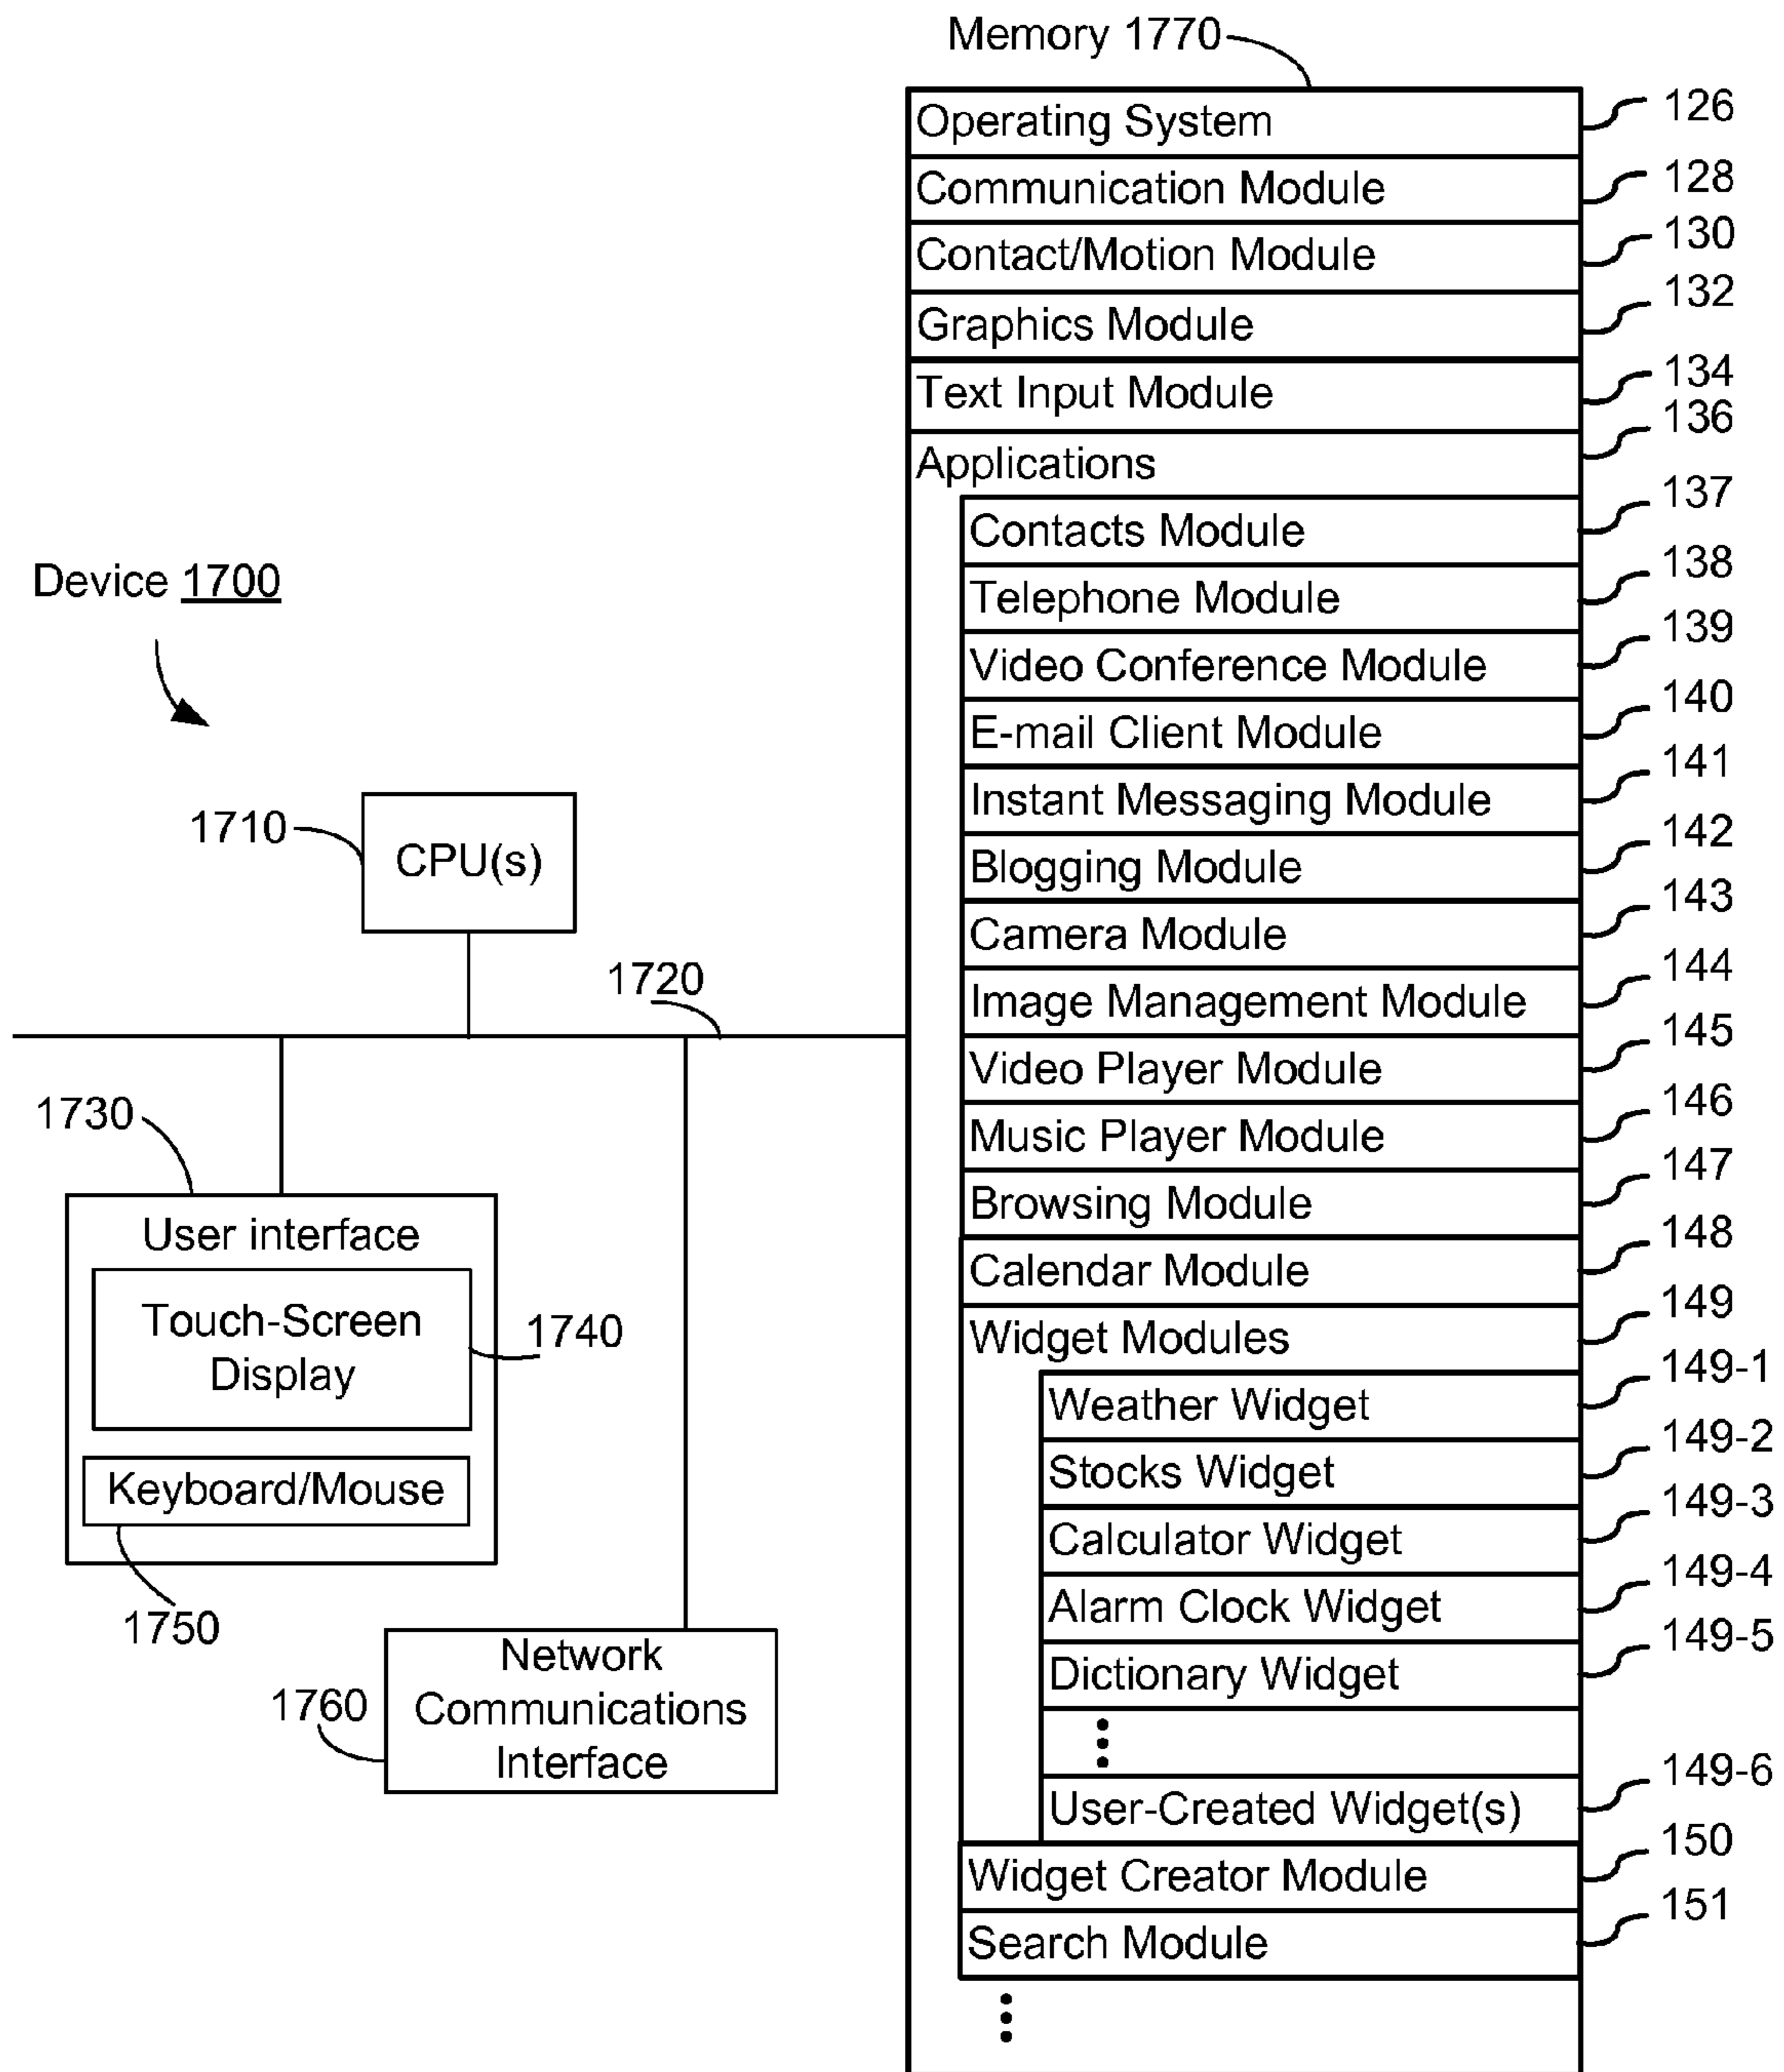 Memory 1770
Operating System 126
Communication Module 128
Contact/Motion Module 130
Graphics Module 132
Text Input Module 134
Applications 136
Contacts Module 137
Telephone Module 138
Video Conference Module 139
E-mail Client Module 140
Instant Messaging Module 141
Blogging Module 142
Camera Module 143
Image Management Module 144
Video Player Module 145
Music Player Module 146
Browsing Module 147
Calendar Module 148
Widget Modules 149
Weather Widget 149-1
Stocks Widget 149-2
Calculator Widget 149-3
Alarm Clock Widget 149-4
Dictionary Widget 149-5
User-Created Widget(s) 149-6
Widget Creator Module 150
Search Module 151
Device 1700
1710
CPU(s)
1720
1730
User interface
Touch-Screen
Display
1740
Keyboard/Mouse
1750
1760
Network
Communications
Interface